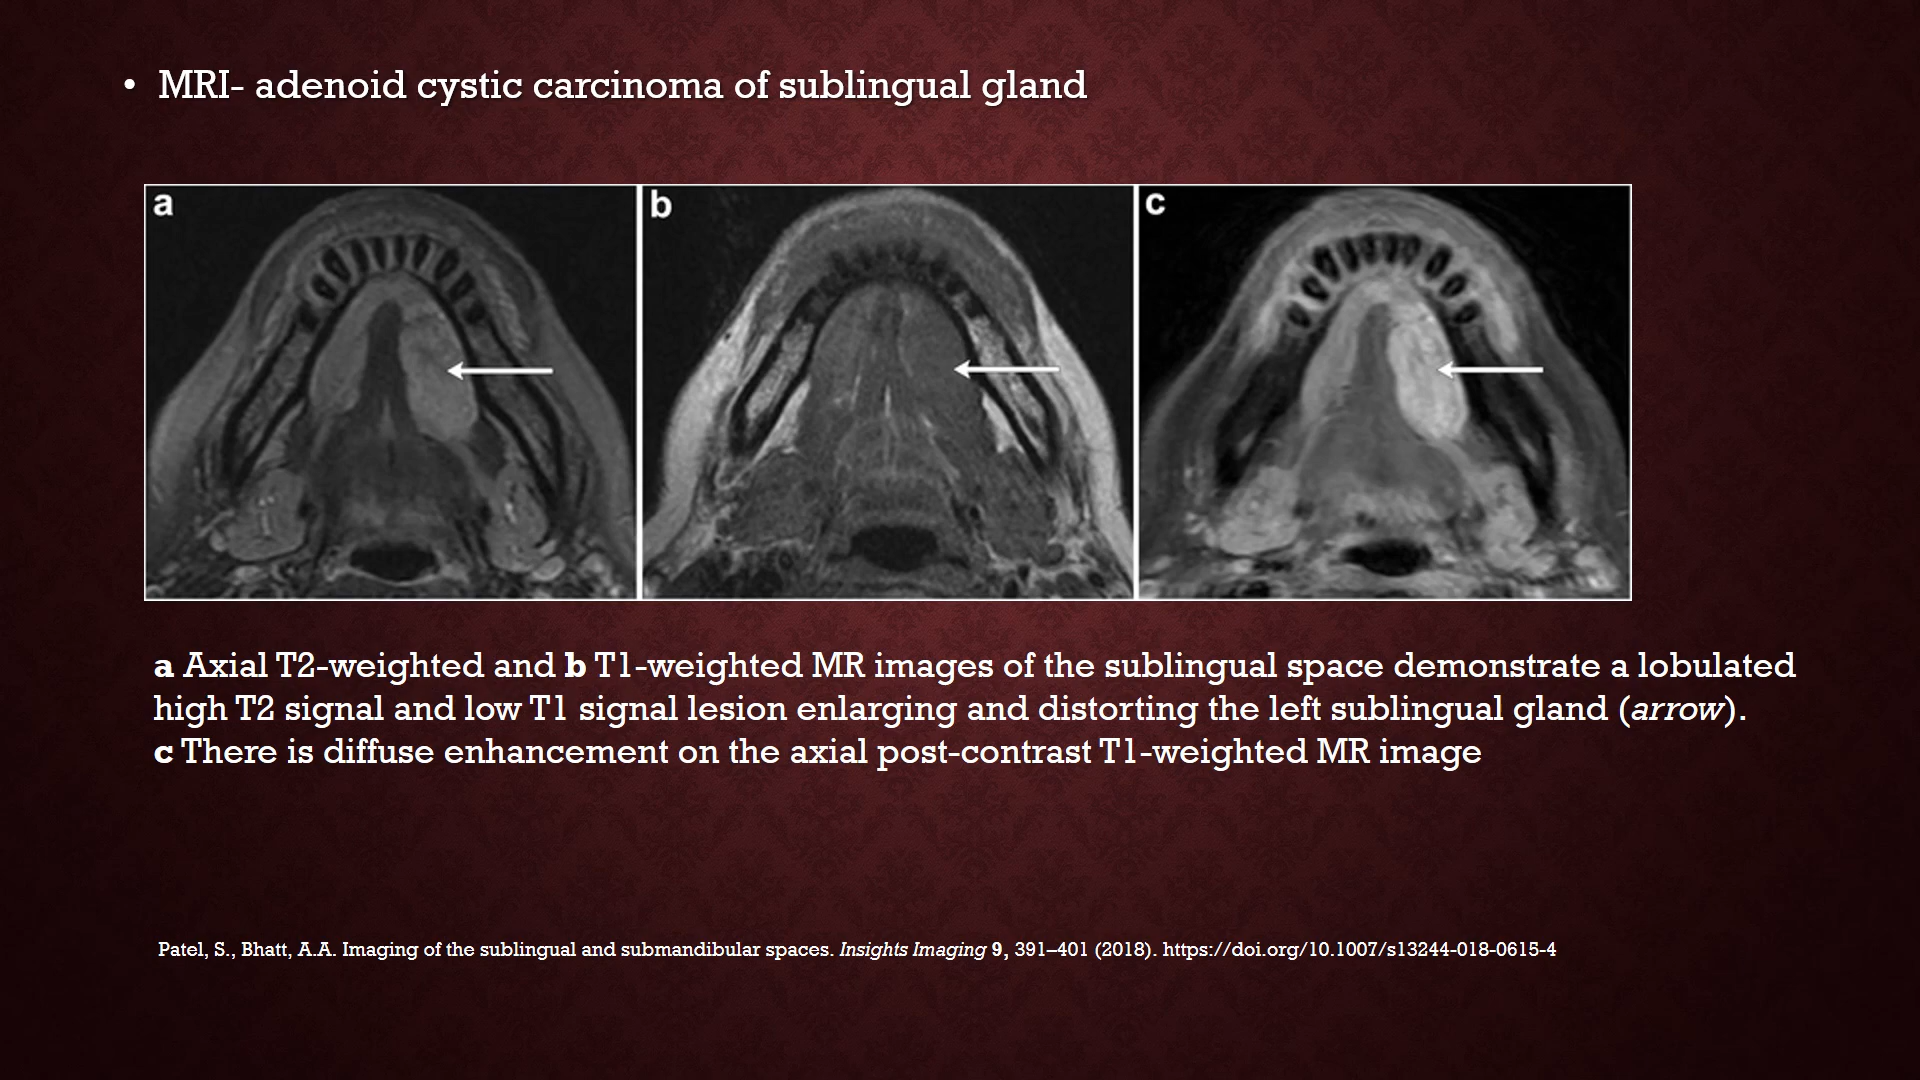 • MRI- adenoid cystic carcinoma of sublingual gland
a
b
c
a Axial T2-weighted and b T1-weighted MR images of the sublingual space demonstrate a lobulated
high T2 signal and low T1 signal lesion enlarging and distorting the left sublingual gland (arrow).
c There is diffuse enhancement on the axial post-contrast T1-weighted MR image
Patel, S., Bhatt, A.A. Imaging of the sublingual and submandibular spaces. Insights Imaging 9, 391–401 (2018). https://doi.org/10.1007/s13244-018-0615-4